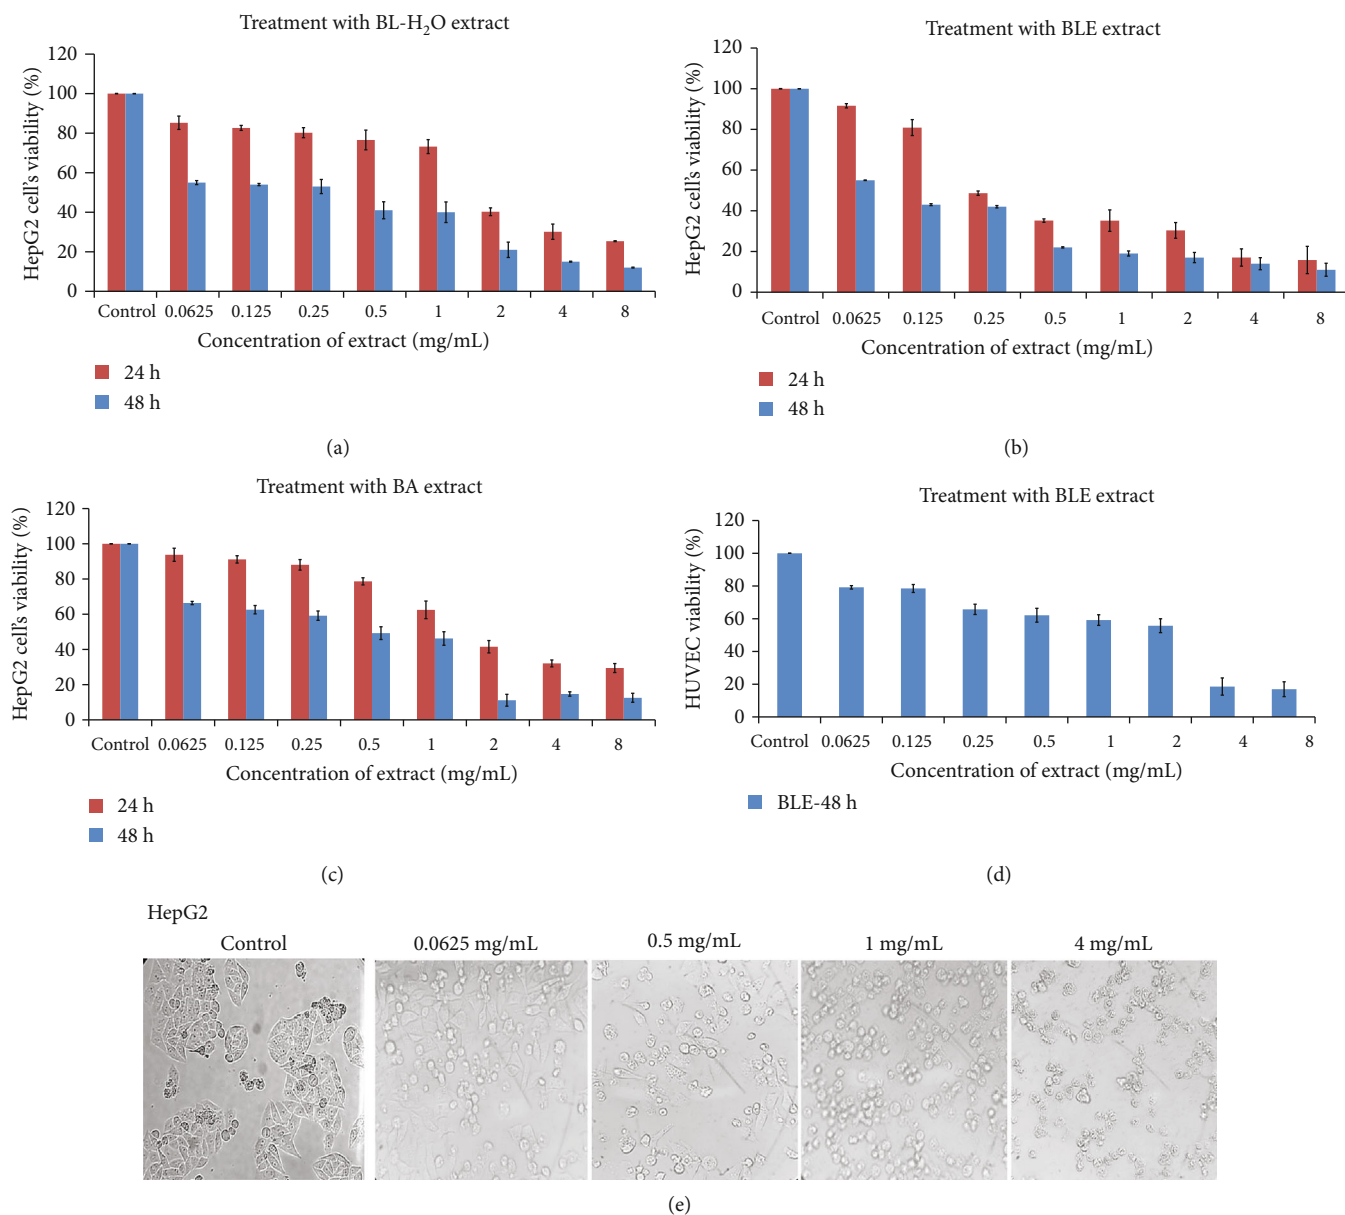 Treatment with BL-H₂O extract
HepG2 cell's viability (%)
120
100
80
60
40
20
0
Control 0.0625 0.125 0.25 0.5 1 2 4 8
Concentration of extract (mg/mL)
24 h
48 h
(a)
Treatment with BLE extract
HepG2 cell's viability (%)
120
100
80
60
40
20
0
Control 0.0625 0.125 0.25 0.5 1 2 4 8
Concentration of extract (mg/mL)
24 h
48 h
(b)
Treatment with BA extract
HepG2 cell's viability (%)
120
100
80
60
40
20
0
Control 0.0625 0.125 0.25 0.5 1 2 4 8
Concentration of extract (mg/mL)
24 h
48 h
(c)
Treatment with BLE extract
HUVEC viability (%)
120
100
80
60
40
20
0
Control 0.0625 0.125 0.25 0.5 1 2 4 8
Concentration of extract (mg/mL)
BLE-48 h
(d)
HepG2
Control 0.0625 mg/mL 0.5 mg/mL 1 mg/mL 4 mg/mL
(e)